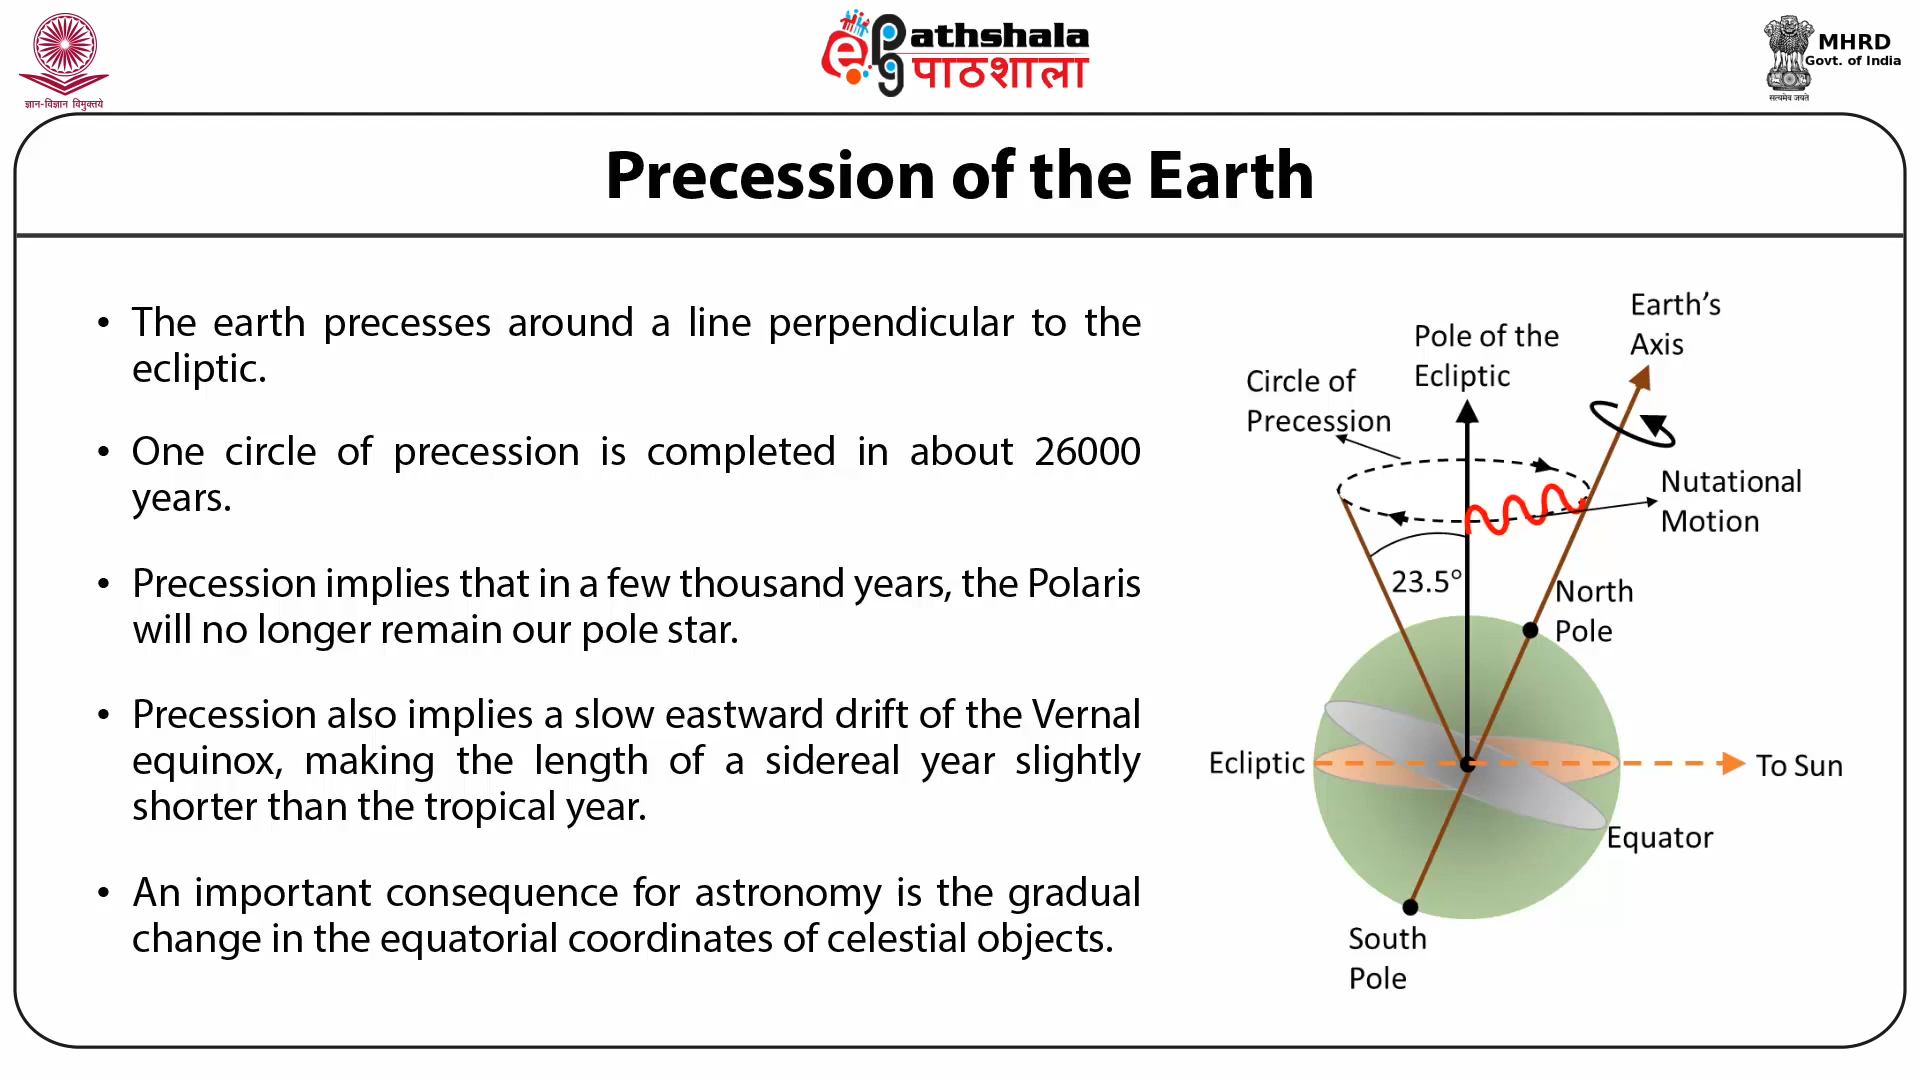 ज्ञान-विज्ञान विमुक्तये
ePathshala
पाठशाला
MHRD
Govt. of India
सत्यमेव जयते
Precession of the Earth
• The earth precesses around a line perpendicular to the
ecliptic.
• One circle of precession is completed in about 26000
years.
• Precession implies that in a few thousand years, the Polaris
will no longer remain our pole star.
• Precession also implies a slow eastward drift of the Vernal
equinox, making the length of a sidereal year slightly
shorter than the tropical year.
• An important consequence for astronomy is the gradual
change in the equatorial coordinates of celestial objects.
Earth’s
Axis
Pole of the
Ecliptic
Circle of
Precession
Nutational
Motion
23.5°
North
Pole
Ecliptic
To Sun
Equator
South
Pole